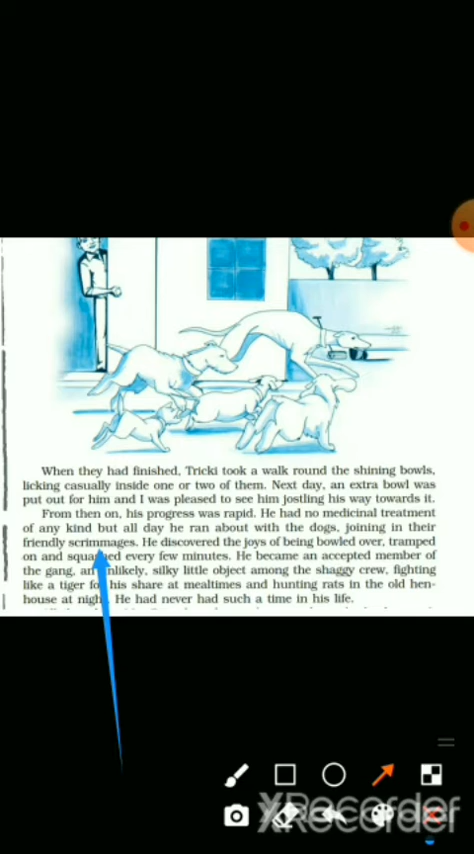 When they had finished, Tricki took a walk round the shining bowls,
licking casually inside one or two of them. Next day, an extra bowl was
put out for him and I was pleased to see him jostling his way towards it.
From then on, his progress was rapid. He had no medicinal treatment
of any kind but all day he ran about with the dogs, joining in their
friendly scrimmages. He discovered the joys of being bowled over, tramped
on and squashed every few minutes. He became an accepted member of
the gang, an unlikely, silky little object among the shaggy crew, fighting
like a tiger for his share at mealtimes and hunting rats in the old hen-
house at night. He had never had such a time in his life.
XRecorder